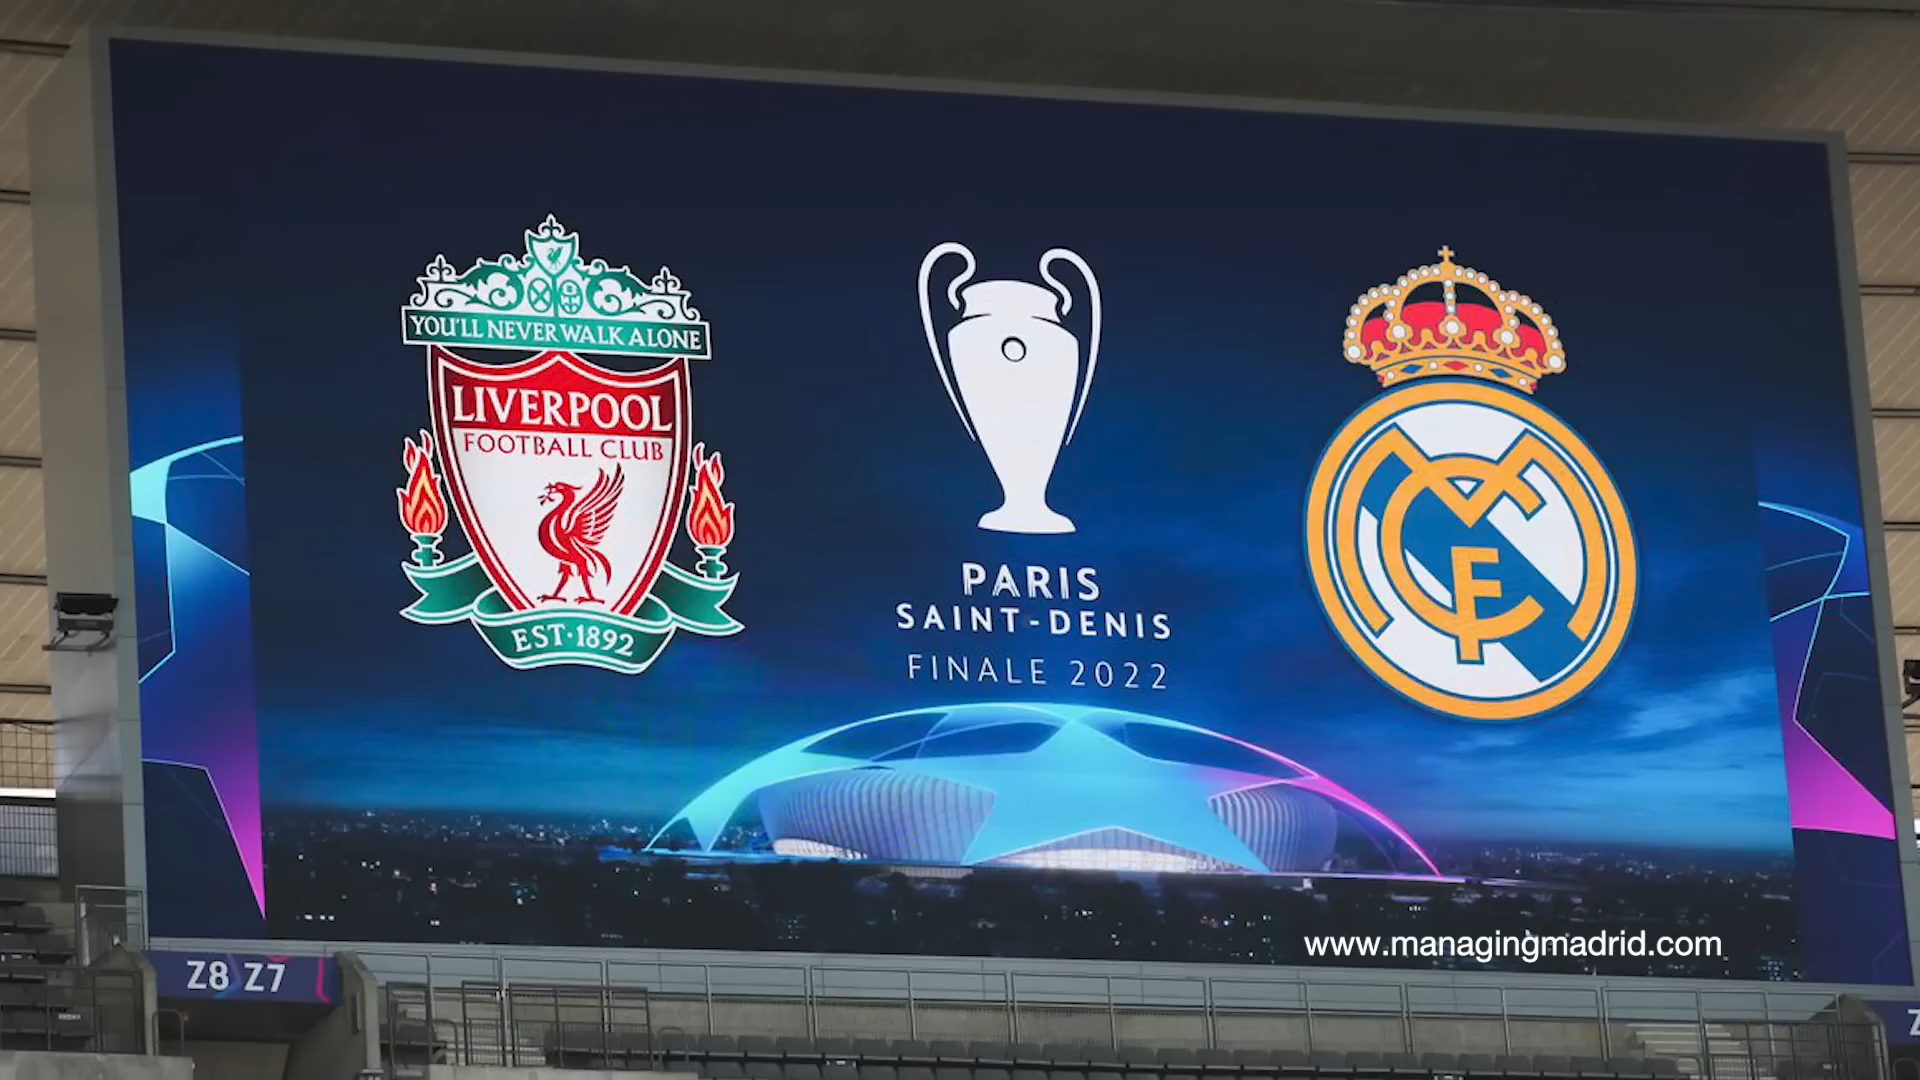 YOU'LL NEVER WALK ALONE
LIVERPOOL
FOOTBALL CLUB
EST·1892
PARIS
SAINT-DENIS
FINALE 2022
www.managingmadrid.com
Z8 Z7